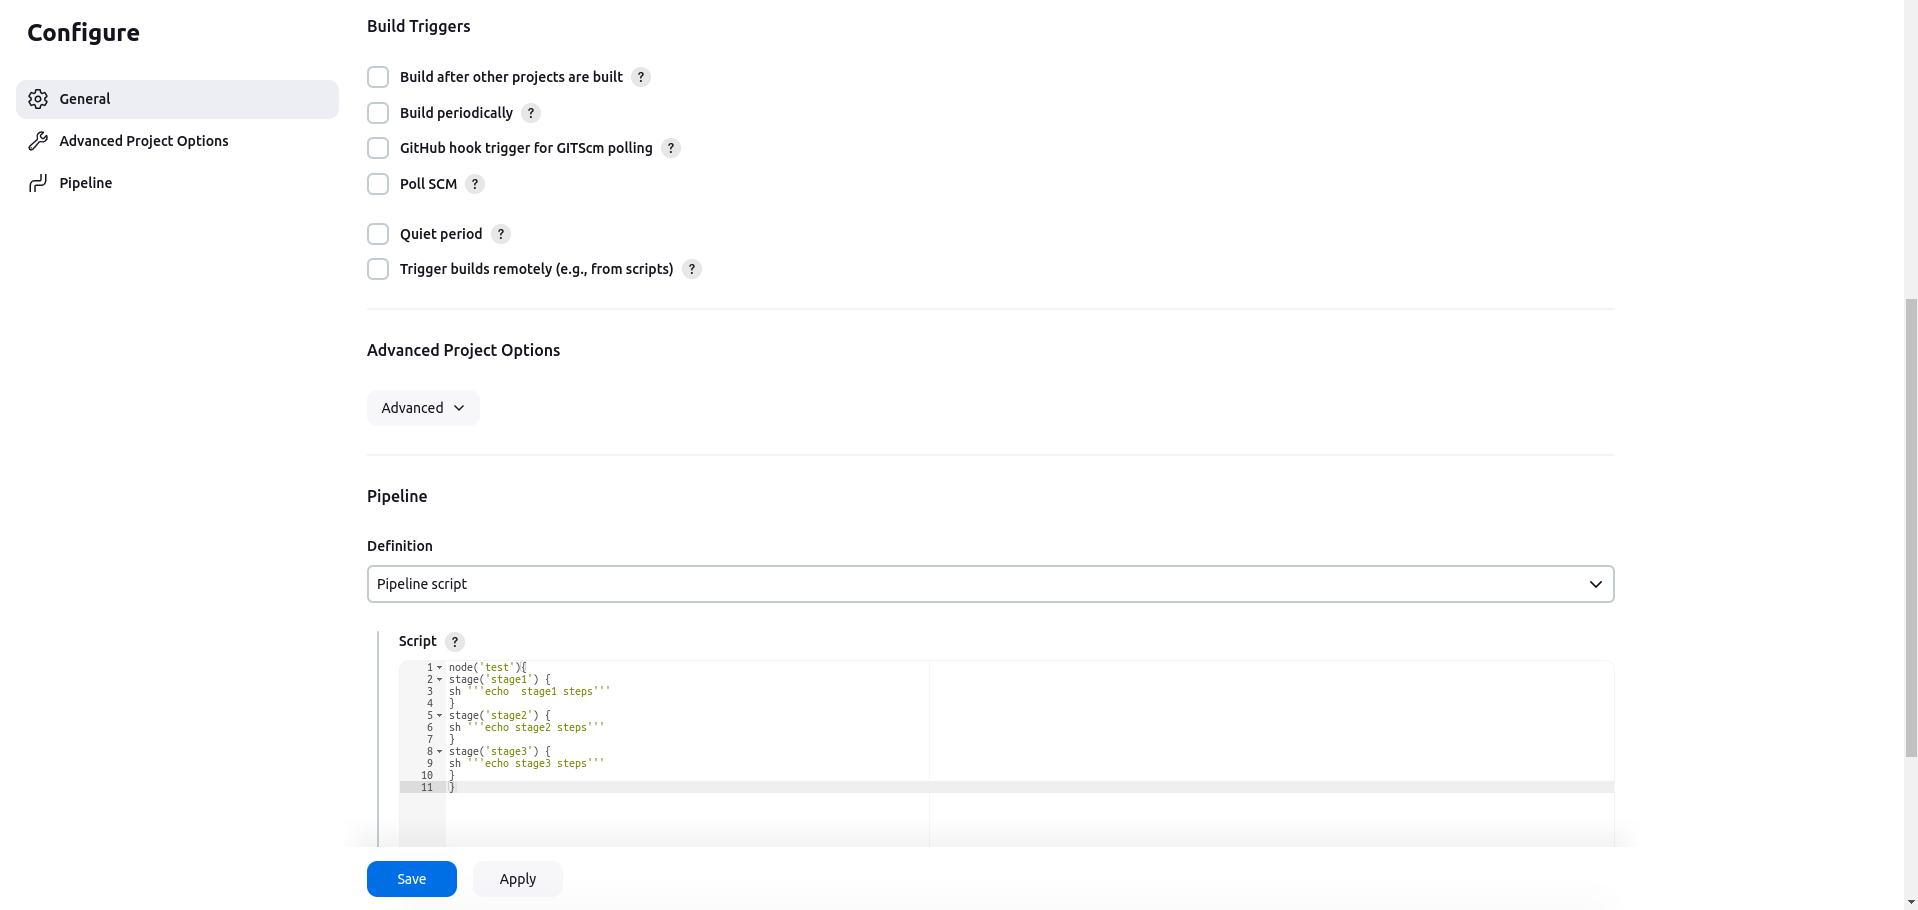 Configure
General
Advanced Project Options
Pipeline
Build Triggers
Build after other projects are built ?
Build periodically ?
GitHub hook trigger for GITScm polling ?
Poll SCM ?
Quiet period ?
Trigger builds remotely (e.g., from scripts) ?
Advanced Project Options
Advanced
Pipeline
Definition
Pipeline script
Script ?
1 node('test'){
2 stage('stage1') {
3 sh '''echo  stage1 steps'''
4 }
5 stage('stage2') {
6 sh '''echo stage2 steps'''
7 }
8 stage('stage3') {
9 sh '''echo stage3 steps'''
10 }
11 }
Save Apply